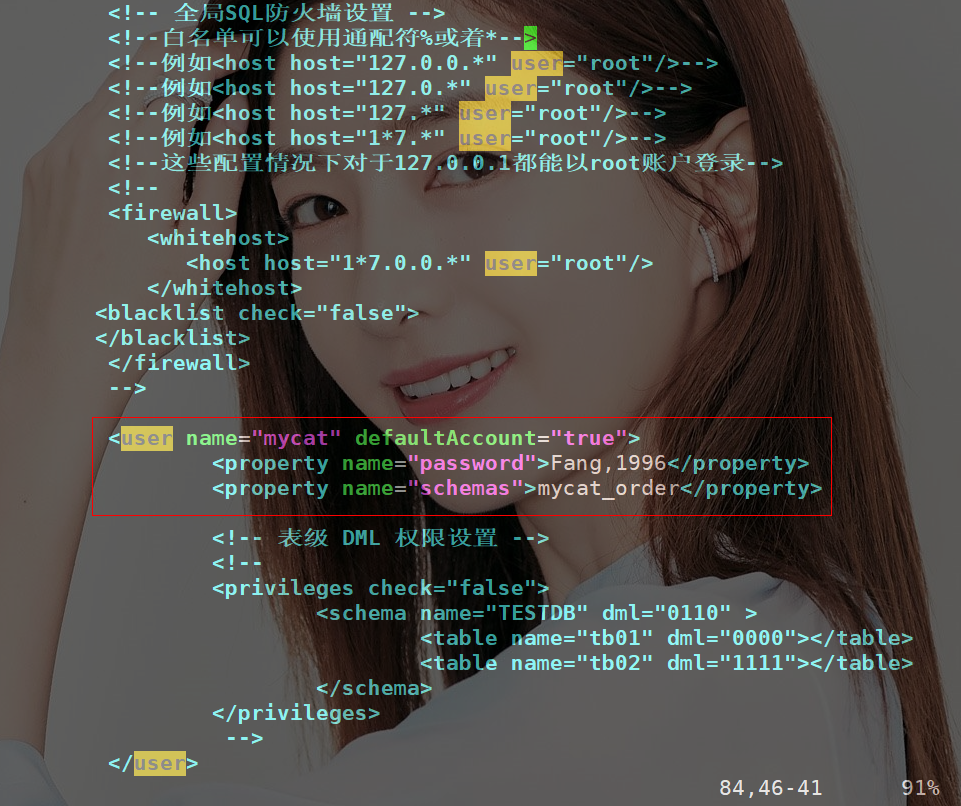 <!-- 全局SQL防火墙设置 -->
<!--白名单可以使用通配符%或着*-->
<!--例如<host host="127.0.0.*" user="root"/>-->
<!--例如<host host="127.0.*" user="root"/>-->
<!--例如<host host="127.*" user="root"/>-->
<!--例如<host host="1*7.*" user="root"/>-->
<!--这些配置情况下对于127.0.0.1都能以root账户登录-->
<!--
<firewall>
<whitehost>
<host host="1*7.0.0.*" user="root"/>
</whitehost>
<blacklist check="false">
</blacklist>
</firewall>
-->
<user name="mycat" defaultAccount="true">
<property name="password">Fang,1996</property>
<property name="schemas">mycat_order</property>
<!-- 表级 DML 权限设置 -->
<!--
<privileges check="false">
<schema name="TESTDB" dml="0110" >
<table name="tb01" dml="0000"></table>
<table name="tb02" dml="1111"></table>
</schema>
</privileges>
-->
</user>
84,46-41 91%